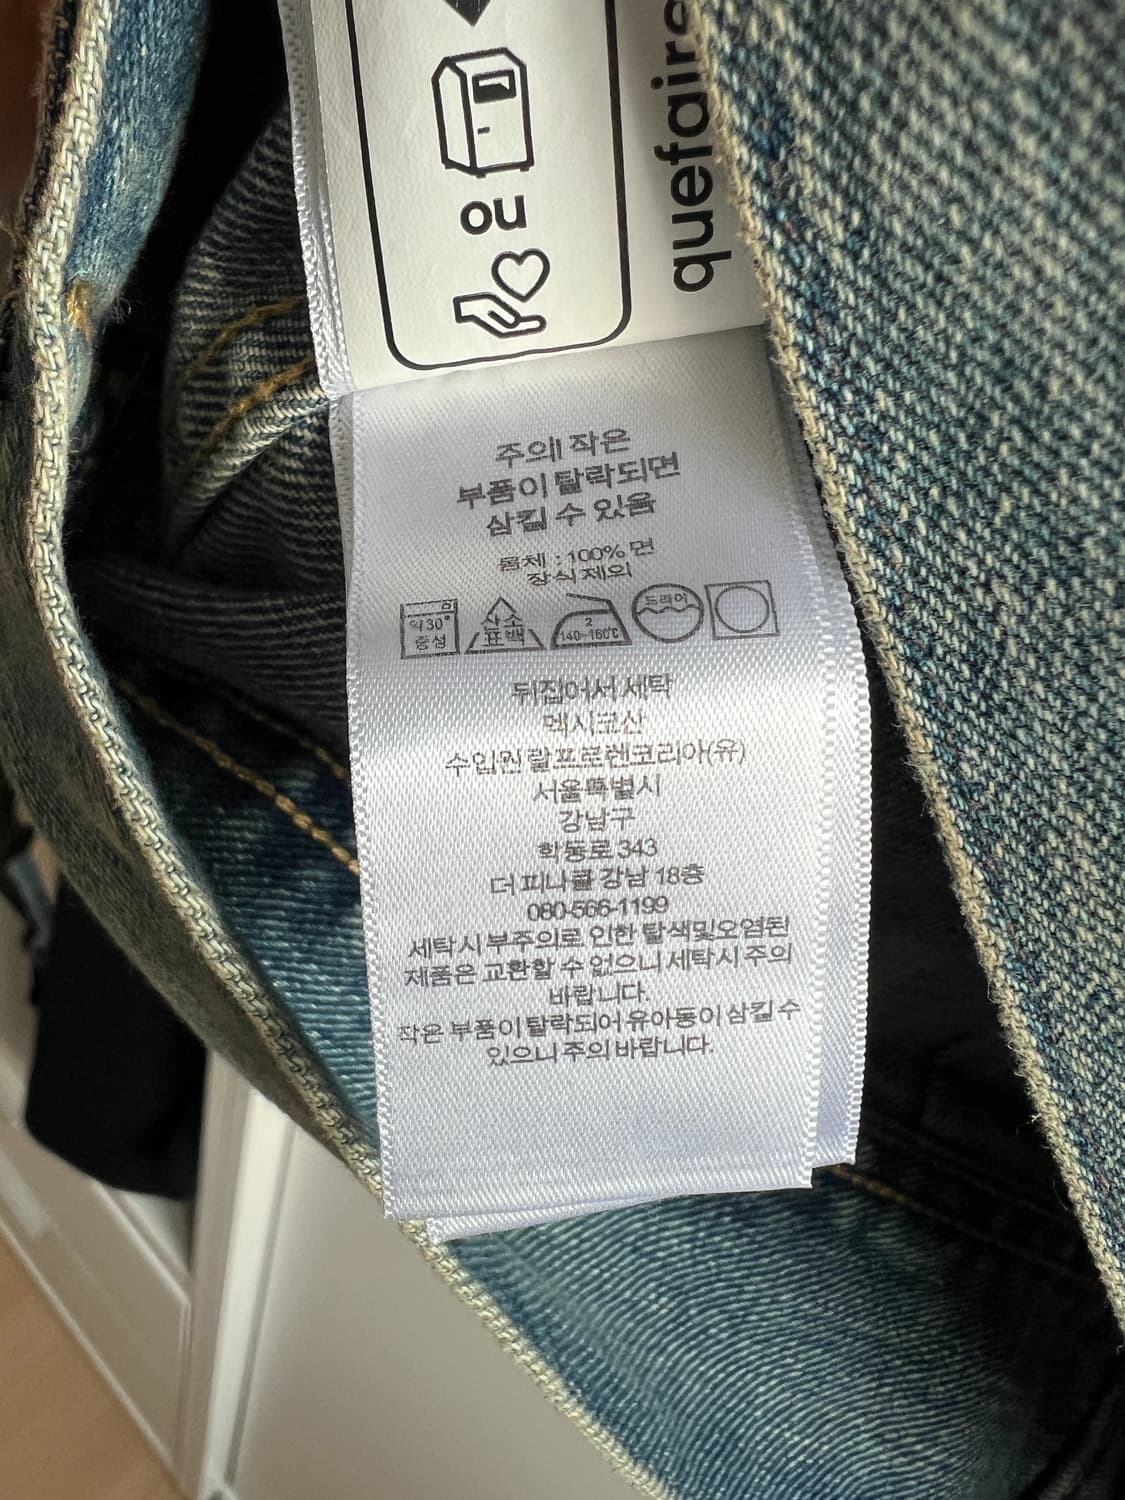 ou
quefaire
주의! 작은
부품이 탈락되면
삼킬 수 있음
몸체 : 100% 면
장식제외
약30° 중성
산소 표백
2 140~160℃
드라이
뒤집어서 세탁
멕시코산
수입원 랄프로렌코리아(유)
서울특별시
강남구
학동로 343
더 피나클 강남 18층
080-566-1199
세탁시 부주의로 인한 탈색및오염된
제품은 교환할 수 없으니 세탁시 주의
바랍니다.
작은 부품이 탈락되어 유아동이 삼킬 수
있으니 주의 바랍니다.